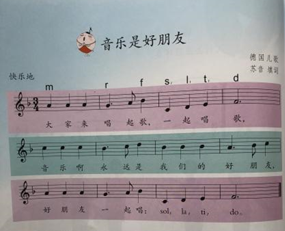 音乐是好朋友
德国儿歌
苏音 填词
快乐地
m r f s l t d
大家来唱起歌，一起唱歌，
音乐啊永远是我们的好朋友，
好朋友一起唱：sol, la, ti, do.